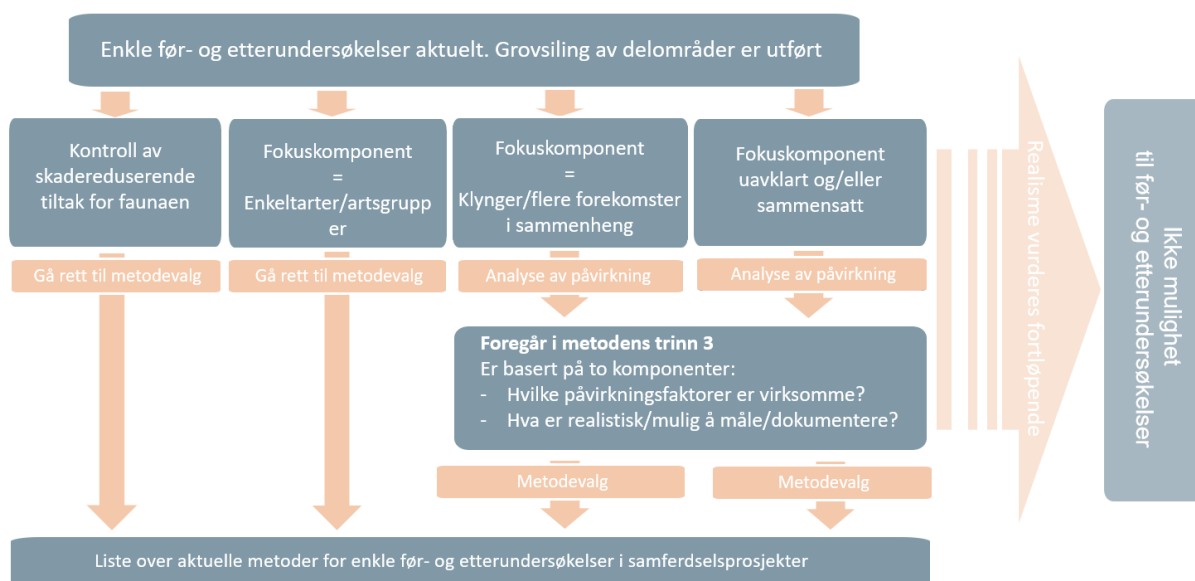 Enkle før- og etterundersøkelser aktuelt. Grovsiling av delområder er utført
Kontroll av
skadereduserende
tiltak for faunaen
Fokuskomponent
=
Enkeltarter/artsgrupp
er
Fokuskomponent
=
Klynger/flere forekomster
i sammenheng
Fokuskomponent
uavklart og/eller
sammensatt
Gå rett til metodevalg
Gå rett til metodevalg
Analyse av påvirkning
Analyse av påvirkning
Foregår i metodens trinn 3
Er basert på to komponenter:
- Hvilke påvirkningsfaktorer er virksomme?
- Hva er realistisk/mulig å måle/dokumentere?
Metodevalg
Metodevalg
Liste over aktuelle metoder for enkle før- og etterundersøkelser i samferdselsprosjekter
Realisme vurderes fortløpende
Ikke mulighet
til før- og etterundersøkelser